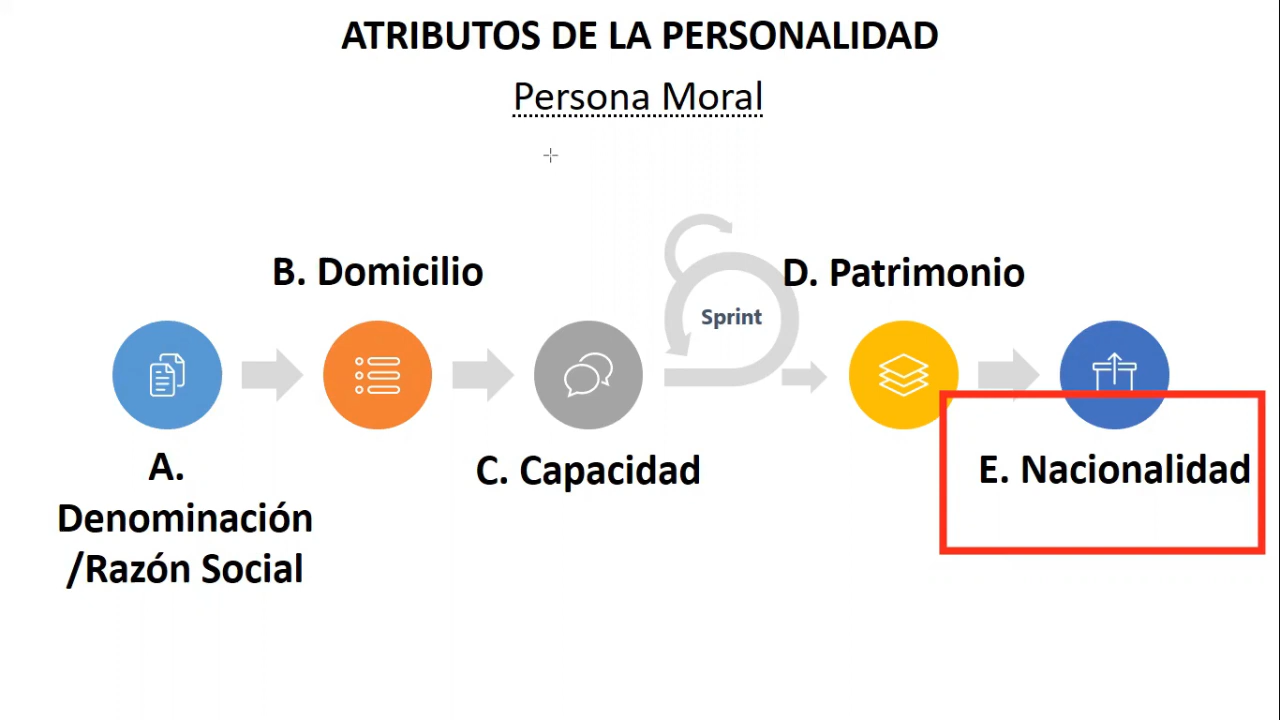 ATRIBUTOS DE LA PERSONALIDAD
Persona Moral
B. Domicilio
D. Patrimonio
Sprint
A.
Denominación
/Razón Social
C. Capacidad
E. Nacionalidad